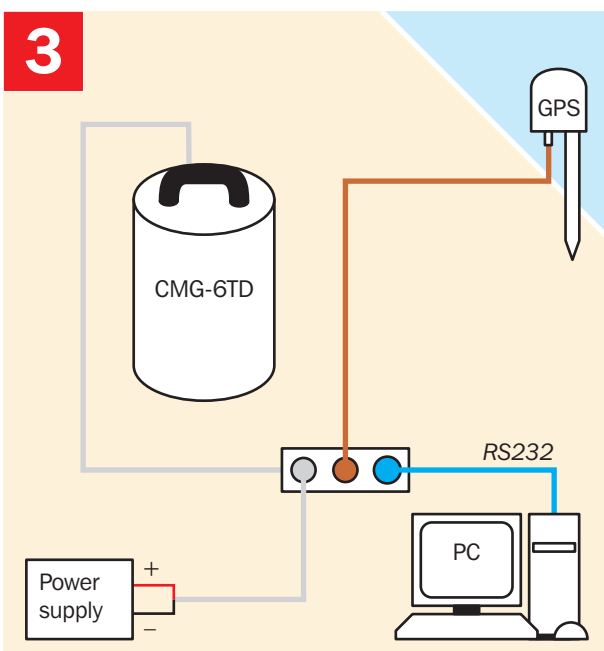 3
GPS
CMG-6TD
RS232
PC
Power
supply
+
−